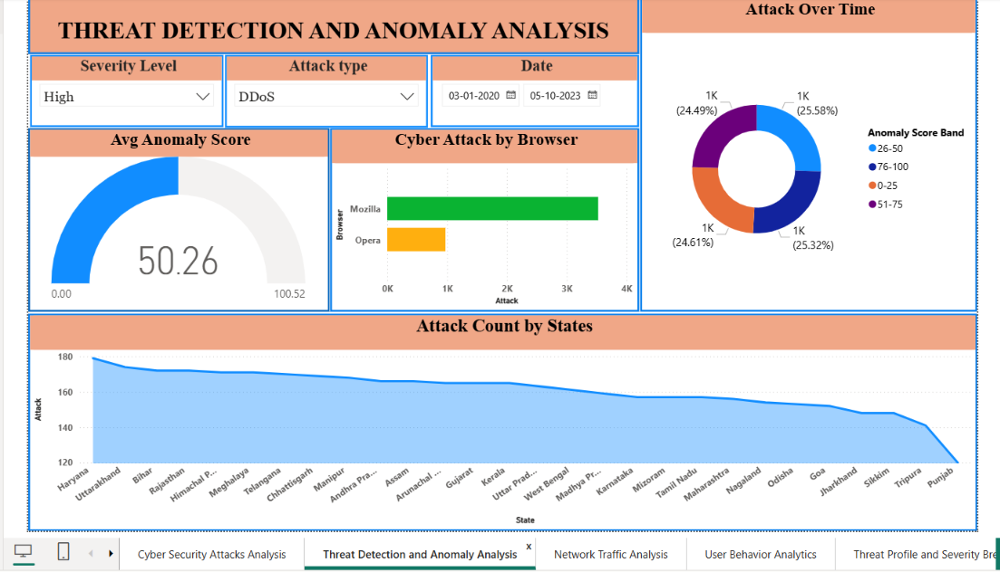 THREAT DETECTION AND ANOMALY ANALYSIS
Attack Over Time
Severity Level
High
Attack type
DDoS
Date
03-01-2020
05-10-2023
Avg Anomaly Score
50.26
0.00
100.52
Cyber Attack by Browser
Browser
Mozilla
Opera
0K
1K
2K
3K
4K
Attack
1K
(24.49%)
1K
(25.58%)
1K
(24.61%)
1K
(25.32%)
Anomaly Score Band
26-50
76-100
0-25
51-75
Attack Count by States
Attack
180
160
140
120
Haryana
Uttarakhand
Bihar
Rajasthan
Himachal P...
Meghalaya
Telangana
Chhattisgarh
Manipur
Andhra Pra...
Assam
Arunachal ...
Gujarat
Kerala
Uttar Prad...
West Bengal
Madhya Pr...
Karnataka
Mizoram
Tamil Nadu
Maharashtra
Nagaland
Odisha
Goa
Jharkhand
Sikkim
Tripura
Punjab
State
Cyber Security Attacks Analysis
Threat Detection and Anomaly Analysis
x
Network Traffic Analysis
User Behavior Analytics
Threat Profile and Severity Bre